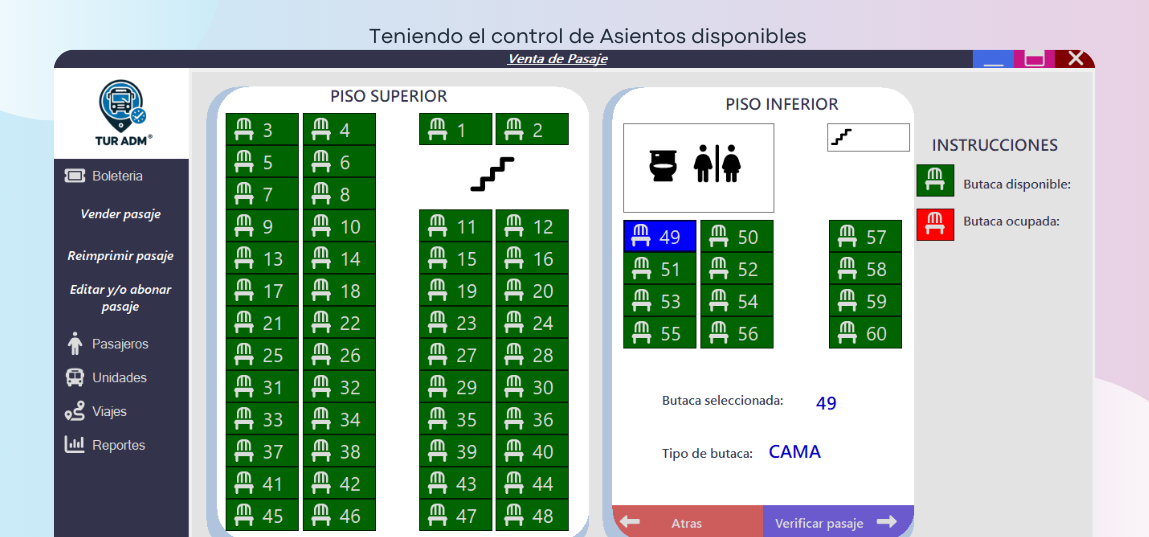 Teniendo el control de Asientos disponibles
Venta de Pasaje
TUR ADM®
Boleteria
Vender pasaje
Reimprimir pasaje
Editar y/o abonar
pasaje
Pasajeros
Unidades
Viajes
Reportes
PISO SUPERIOR
3 4 1 2
5 6
7 8
9 10 11 12
13 14 15 16
17 18 19 20
21 22 23 24
25 26 27 28
31 32 29 30
33 34 35 36
37 38 39 40
41 42 43 44
45 46 47 48
PISO INFERIOR
49 50 57
51 52 58
53 54 59
55 56 60
Butaca seleccionada: 49
Tipo de butaca: CAMA
Atras
Verificar pasaje
INSTRUCCIONES
Butaca disponible:
Butaca ocupada: